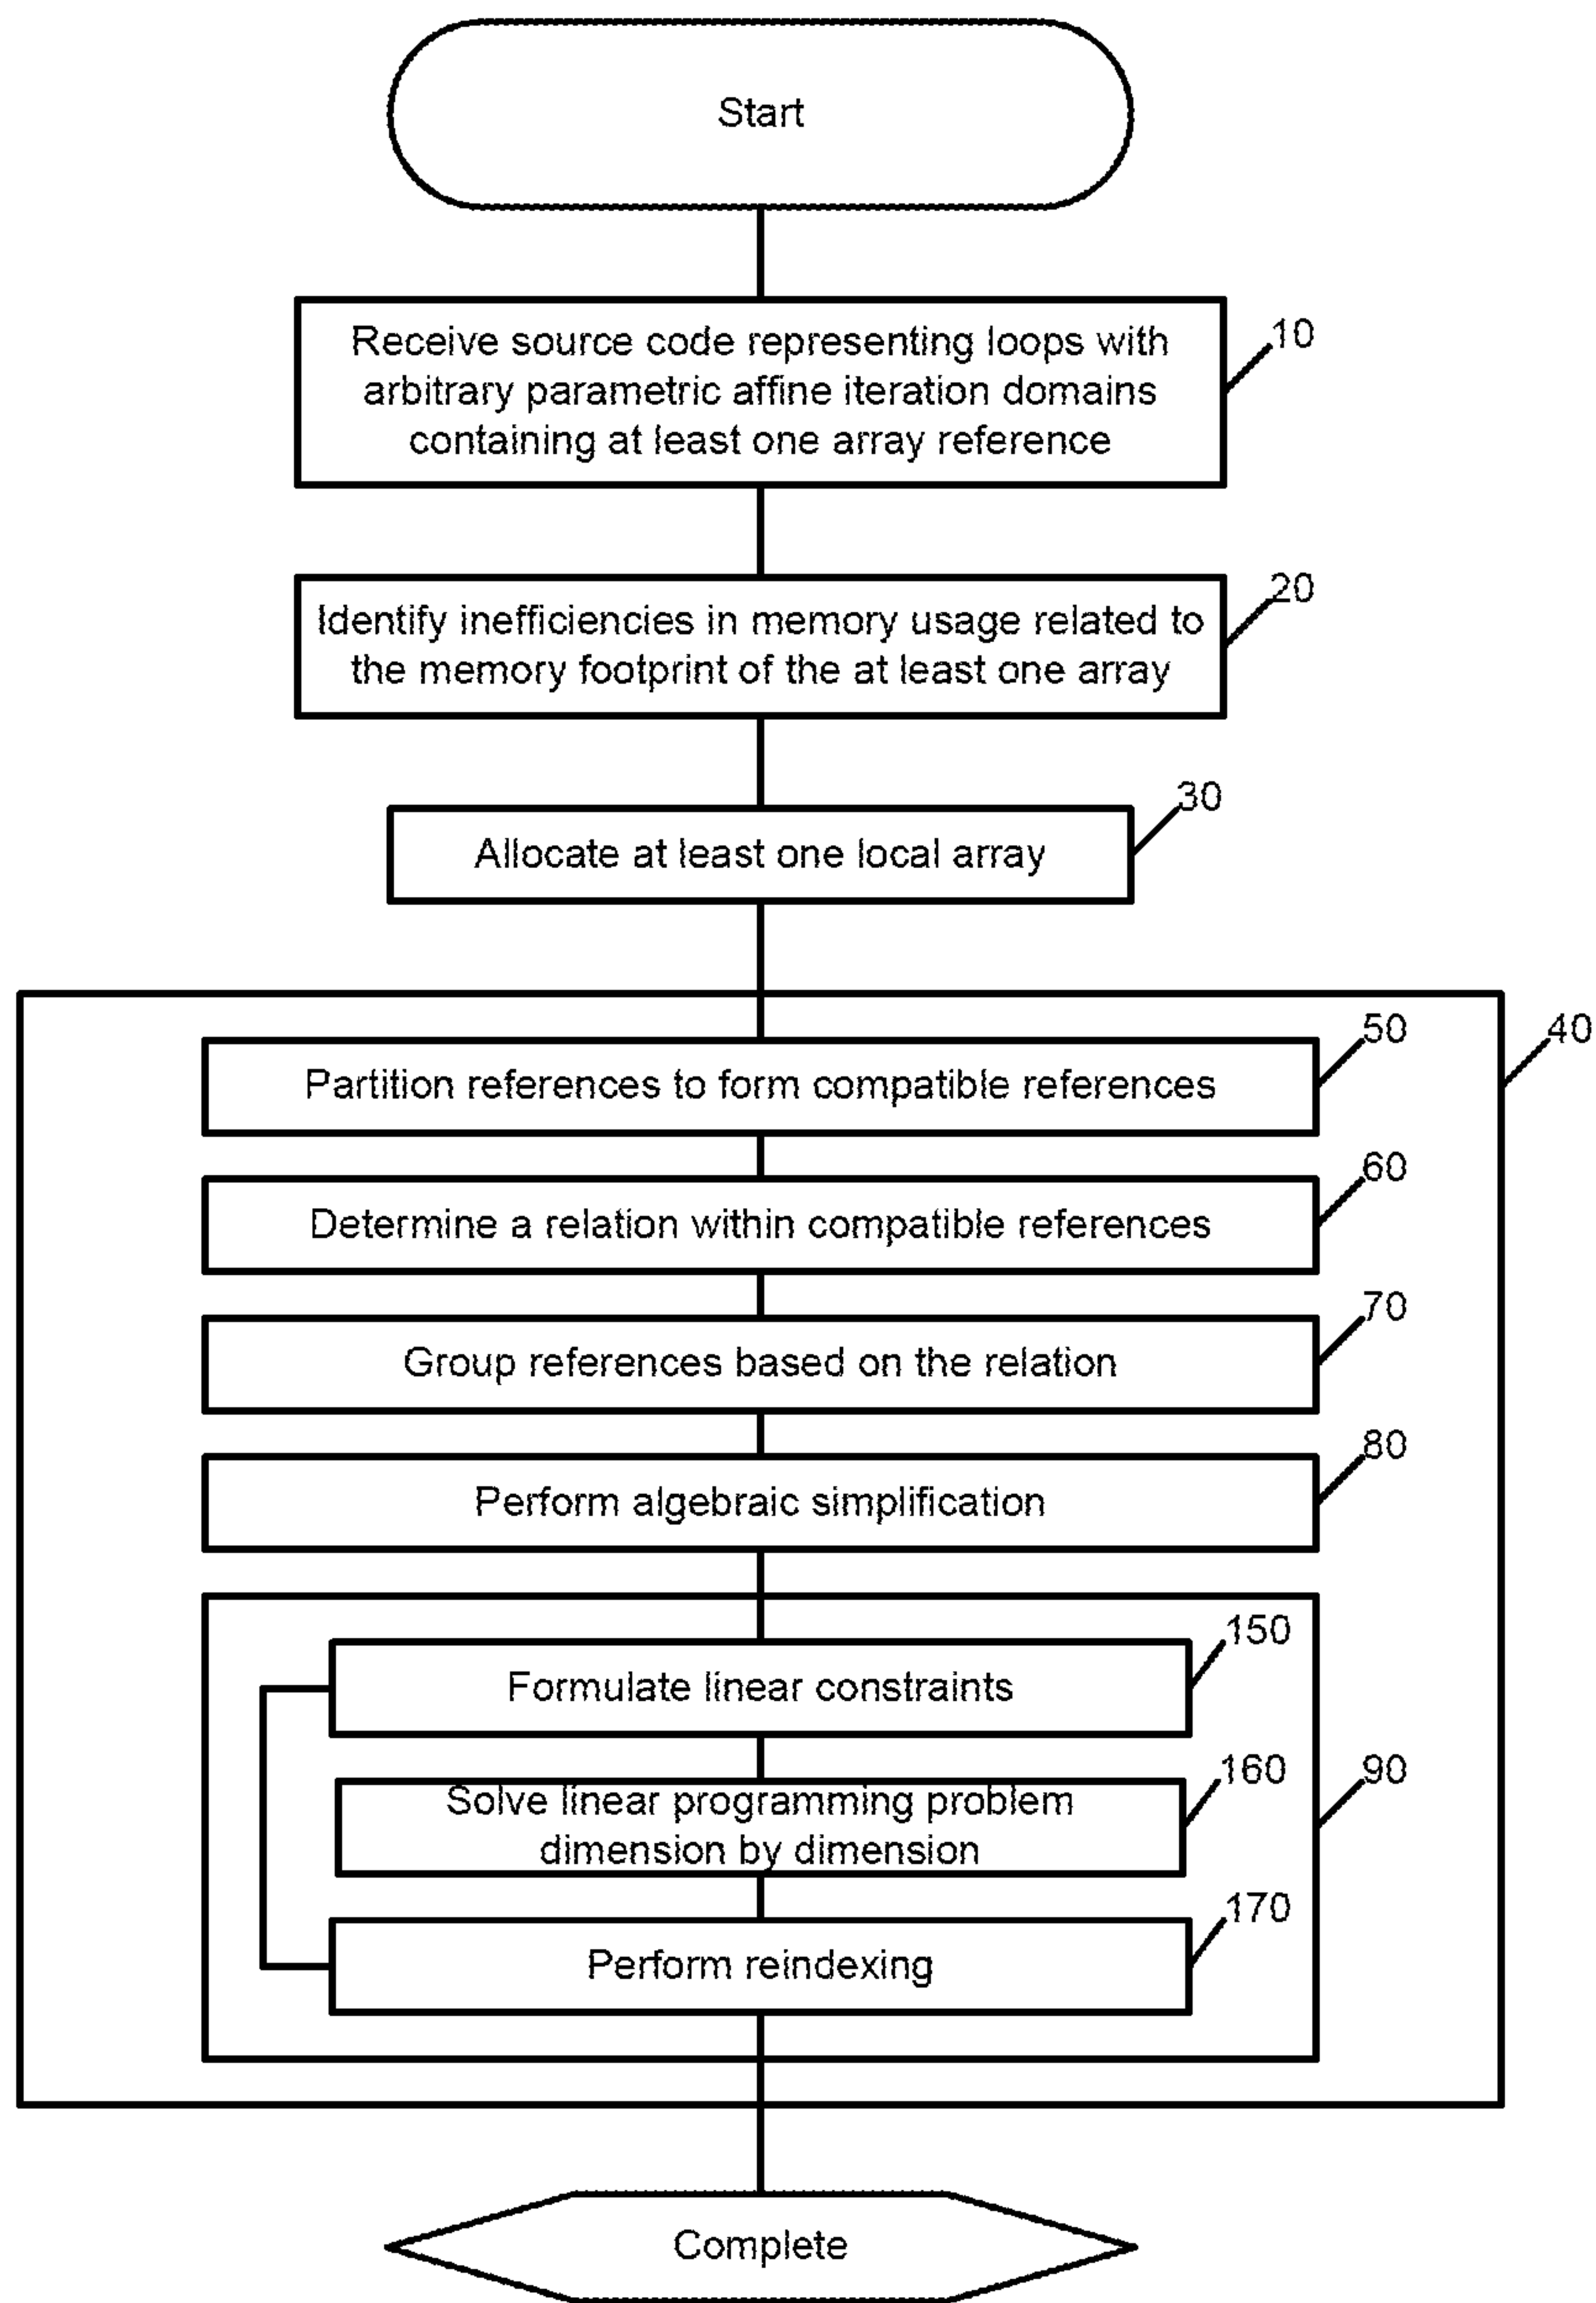 Start
Receive source code representing loops with
arbitrary parametric affine iteration domains
containing at least one array reference
10
Identify inefficiencies in memory usage related to
the memory footprint of the at least one array
20
Allocate at least one local array
30
40
Partition references to form compatible references
50
Determine a relation within compatible references
60
Group references based on the relation
70
Perform algebraic simplification
80
Formulate linear constraints
150
Solve linear programming problem
dimension by dimension
160
90
Perform reindexing
170
Complete